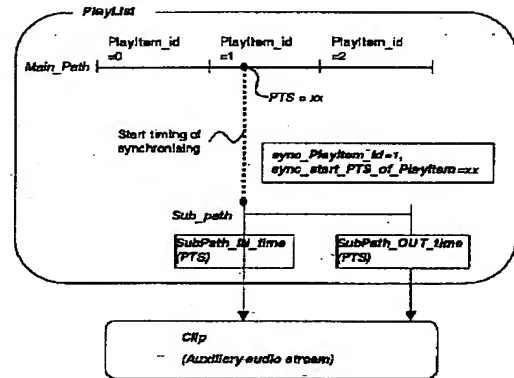 PlayList
PlayItem_id
=0
PlayItem_id
=1
PlayItem_id
=2
Main_Path
PTS = xx
Start timing of
synchronising
sync_PlayItem_id=1,
sync_start_PTS_of_PlayItem=xx
Sub_path
SubPath_IN_time
(PTS)
SubPath_OUT_time
(PTS)
Clip
(Auxiliary audio stream)